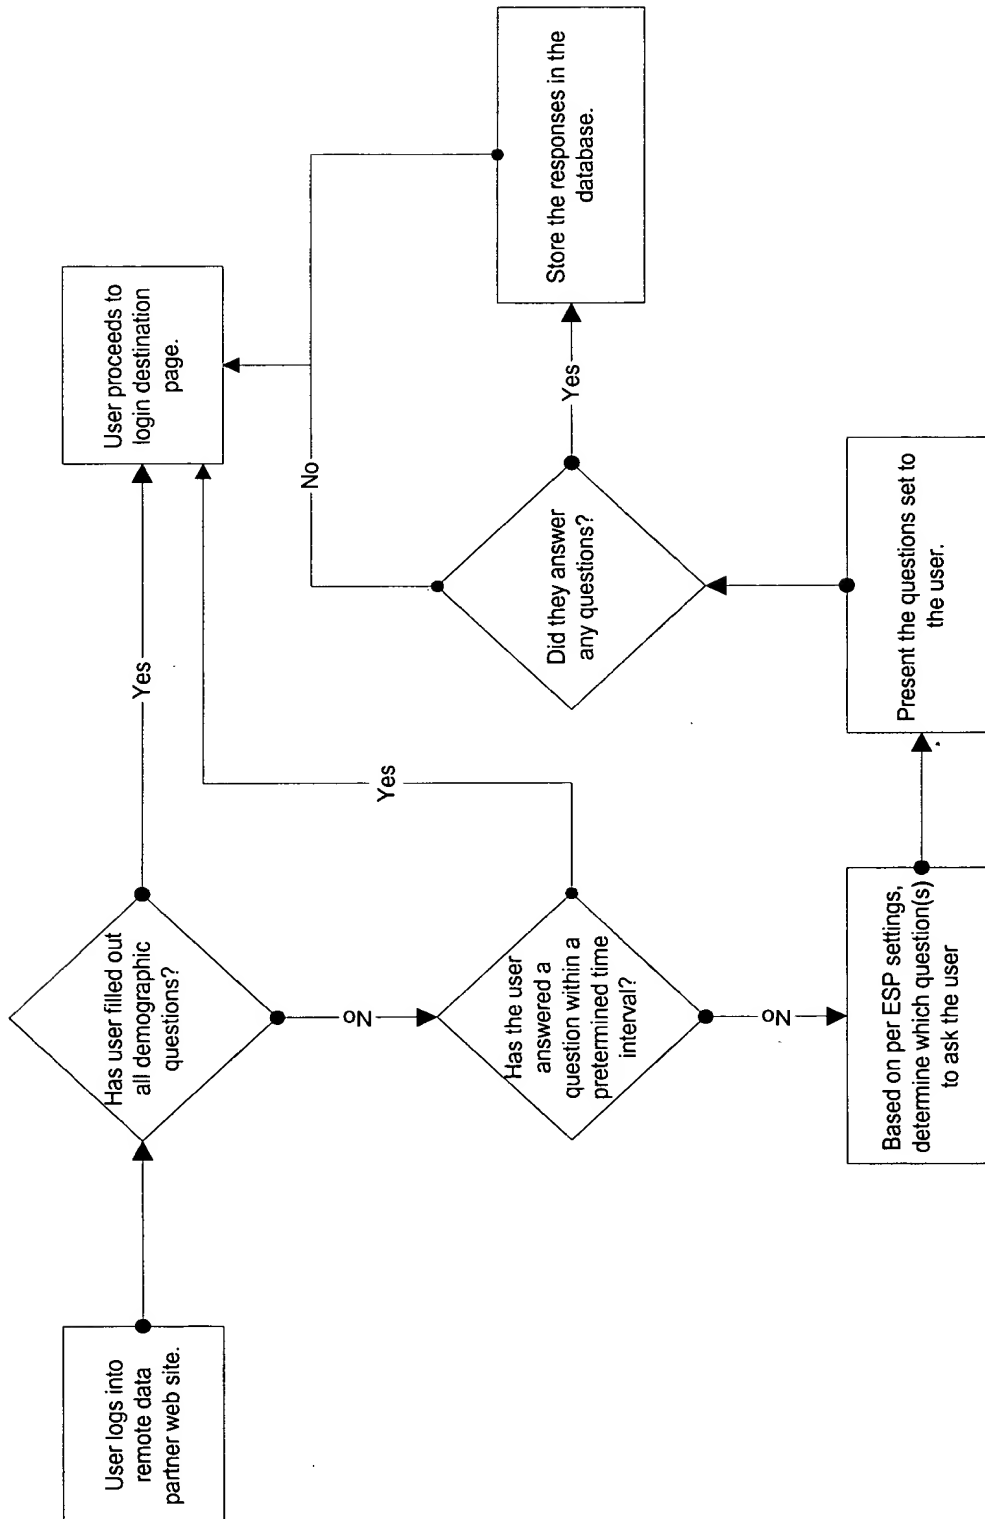 User logs into
remote data
partner web site.
Has user filled out
all demographic
questions?
Yes
User proceeds to
login destination
page.
No
Has the user
answered a
question within a
pretermined time
interval?
Yes
No
Based on per ESP settings,
determine which question(s)
to ask the user
Present the questions set to
the user.
Did they answer
any questions?
No
Yes
Store the responses in the
database.